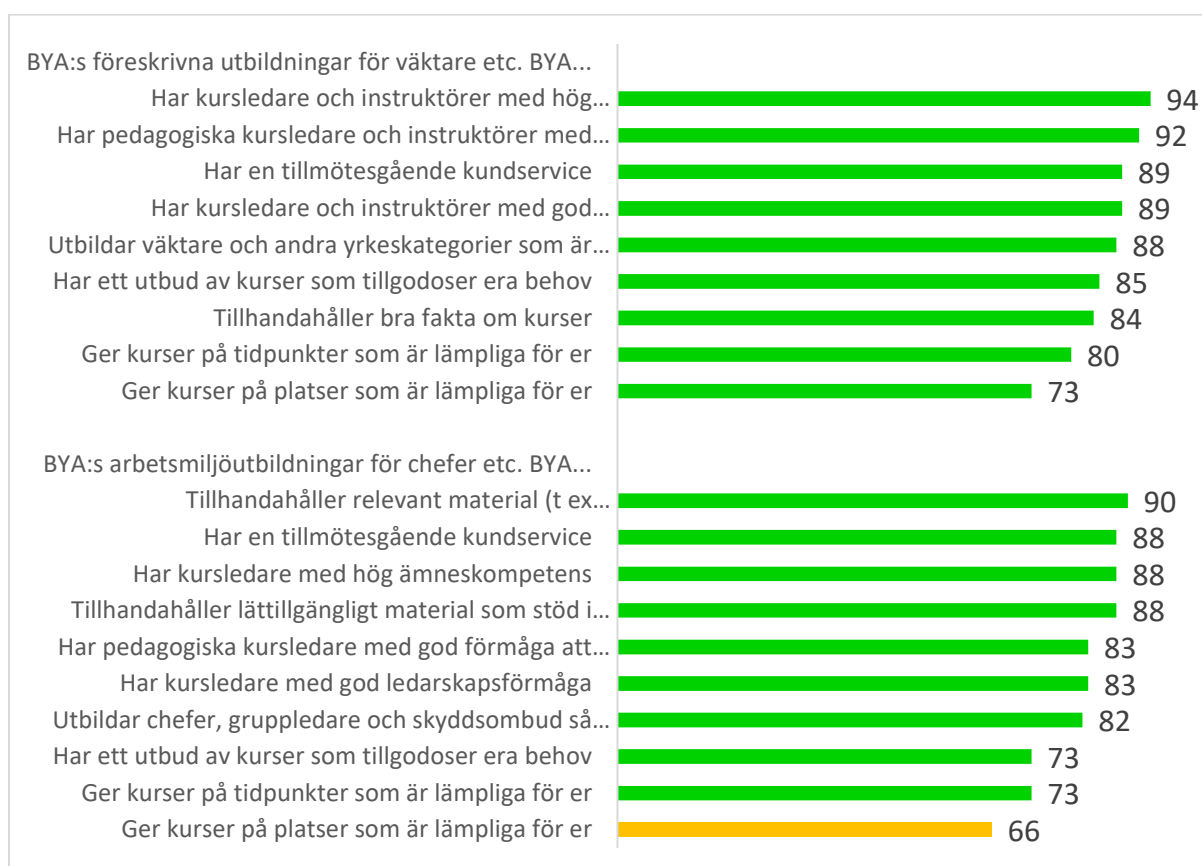 BYA:s föreskrivna utbildningar för väktare etc. BYA...
Har kursledare och instruktörer med hög... 94
Har pedagogiska kursledare och instruktörer med... 92
Har en tillmötesgående kundservice 89
Har kursledare och instruktörer med god... 89
Utbildar väktare och andra yrkeskategorier som är... 88
Har ett utbud av kurser som tillgodoser era behov 85
Tillhandahåller bra fakta om kurser 84
Ger kurser på tidpunkter som är lämpliga för er 80
Ger kurser på platser som är lämpliga för er 73
BYA:s arbetsmiljöutbildningar för chefer etc. BYA...
Tillhandahåller relevant material (t ex... 90
Har en tillmötesgående kundservice 88
Har kursledare med hög ämneskompetens 88
Tillhandahåller lättillgängligt material som stöd i... 88
Har pedagogiska kursledare med god förmåga att... 83
Har kursledare med god ledarskapsförmåga 83
Utbildar chefer, gruppledare och skyddsombud så... 82
Har ett utbud av kurser som tillgodoser era behov 73
Ger kurser på tidpunkter som är lämpliga för er 73
Ger kurser på platser som är lämpliga för er 66